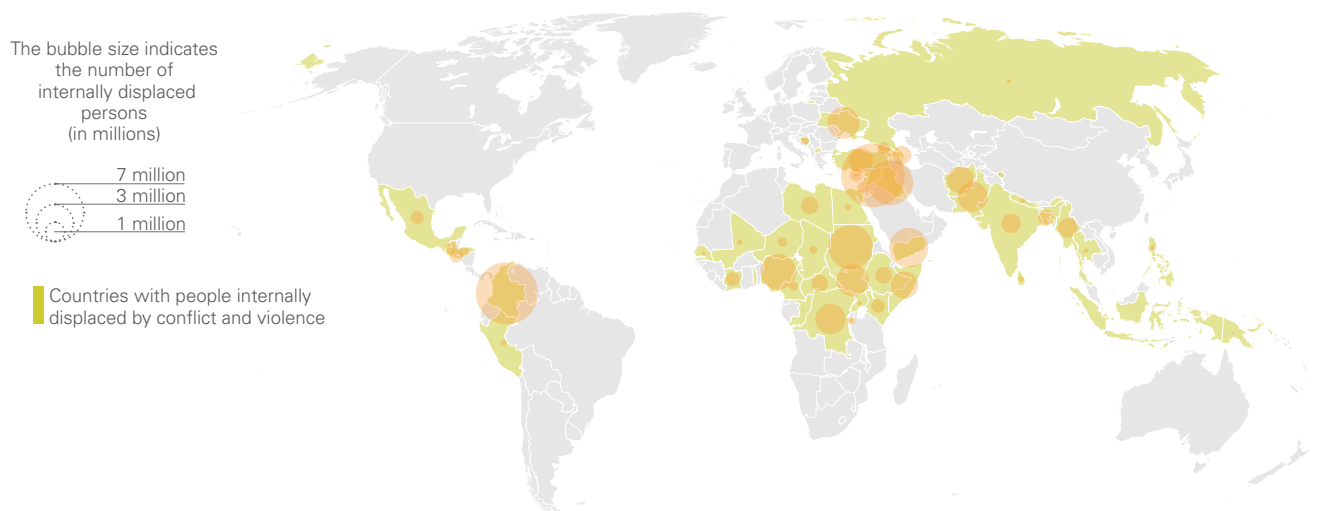 The bubble size indicates
the number of
internally displaced
persons
(in millions)
7 million
3 million
1 million
Countries with people internally
displaced by conflict and violence